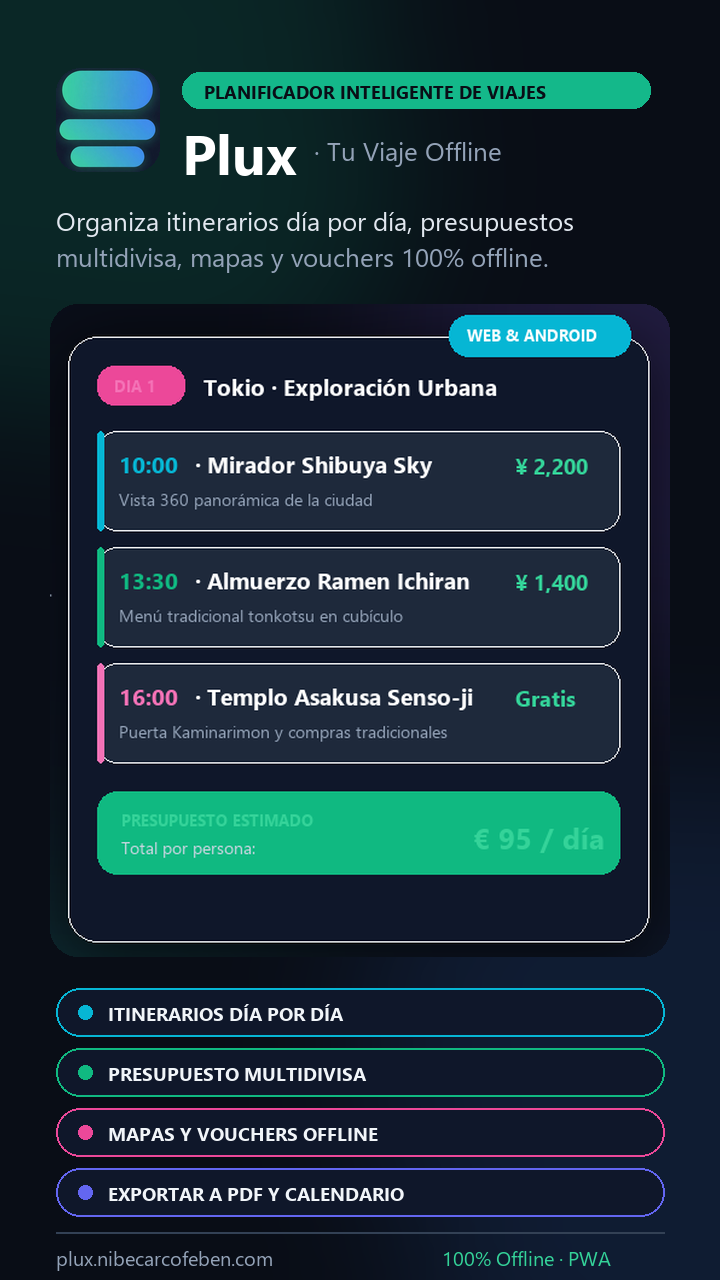 PLANIFICADOR INTELIGENTE DE VIAJES
Plux · Tu Viaje Offline
Organiza itinerarios día por día, presupuestos
multidivisa, mapas y vouchers 100% offline.
WEB & ANDROID
DIA 1 Tokio · Exploración Urbana
10:00 · Mirador Shibuya Sky ¥ 2,200
Vista 360 panorámica de la ciudad
13:30 · Almuerzo Ramen Ichiran ¥ 1,400
Menú tradicional tonkotsu en cubículo
16:00 · Templo Asakusa Senso-ji Gratis
Puerta Kaminarimon y compras tradicionales
PRESUPUESTO ESTIMADO
Total por persona: € 95 / día
ITINERARIOS DÍA POR DÍA
PRESUPUESTO MULTIDIVISA
MAPAS Y VOUCHERS OFFLINE
EXPORTAR A PDF Y CALENDARIO
plux.nibecarcofeben.com 100% Offline · PWA